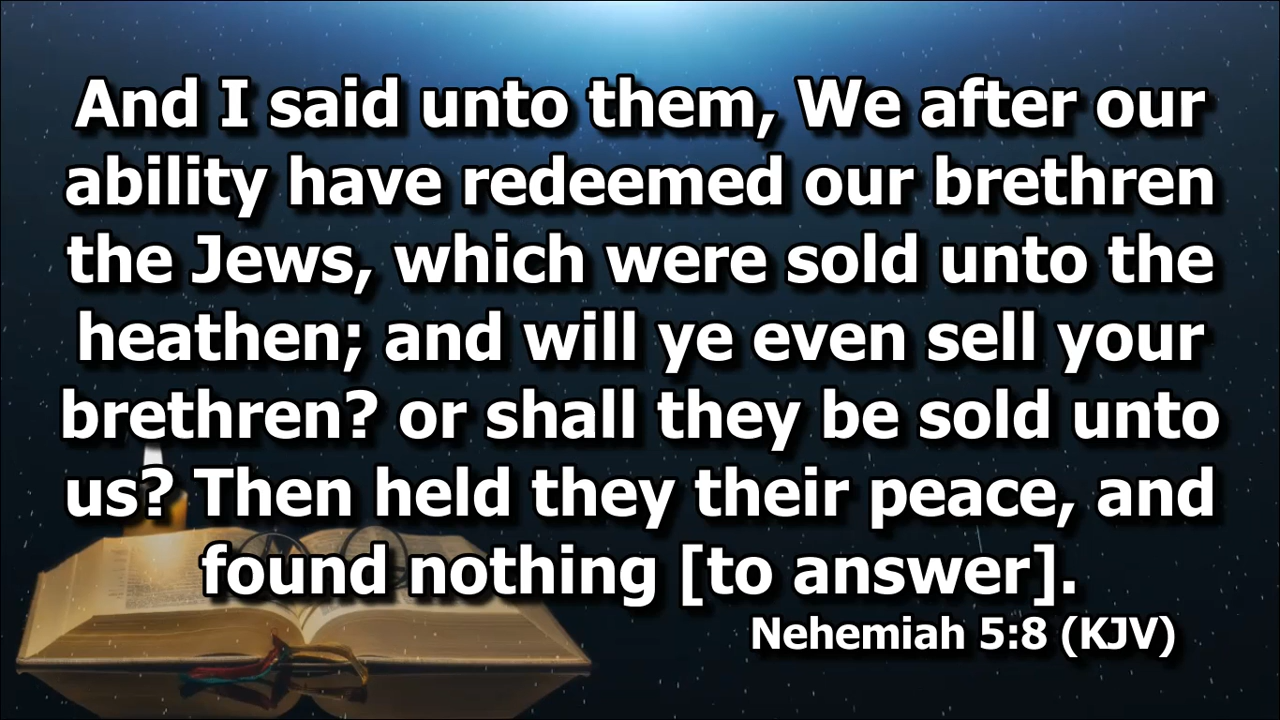 And I said unto them, We after our
ability have redeemed our brethren
the Jews, which were sold unto the
heathen; and will ye even sell your
brethren? or shall they be sold unto
us? Then held they their peace, and
found nothing [to answer].
Nehemiah 5:8 (KJV)